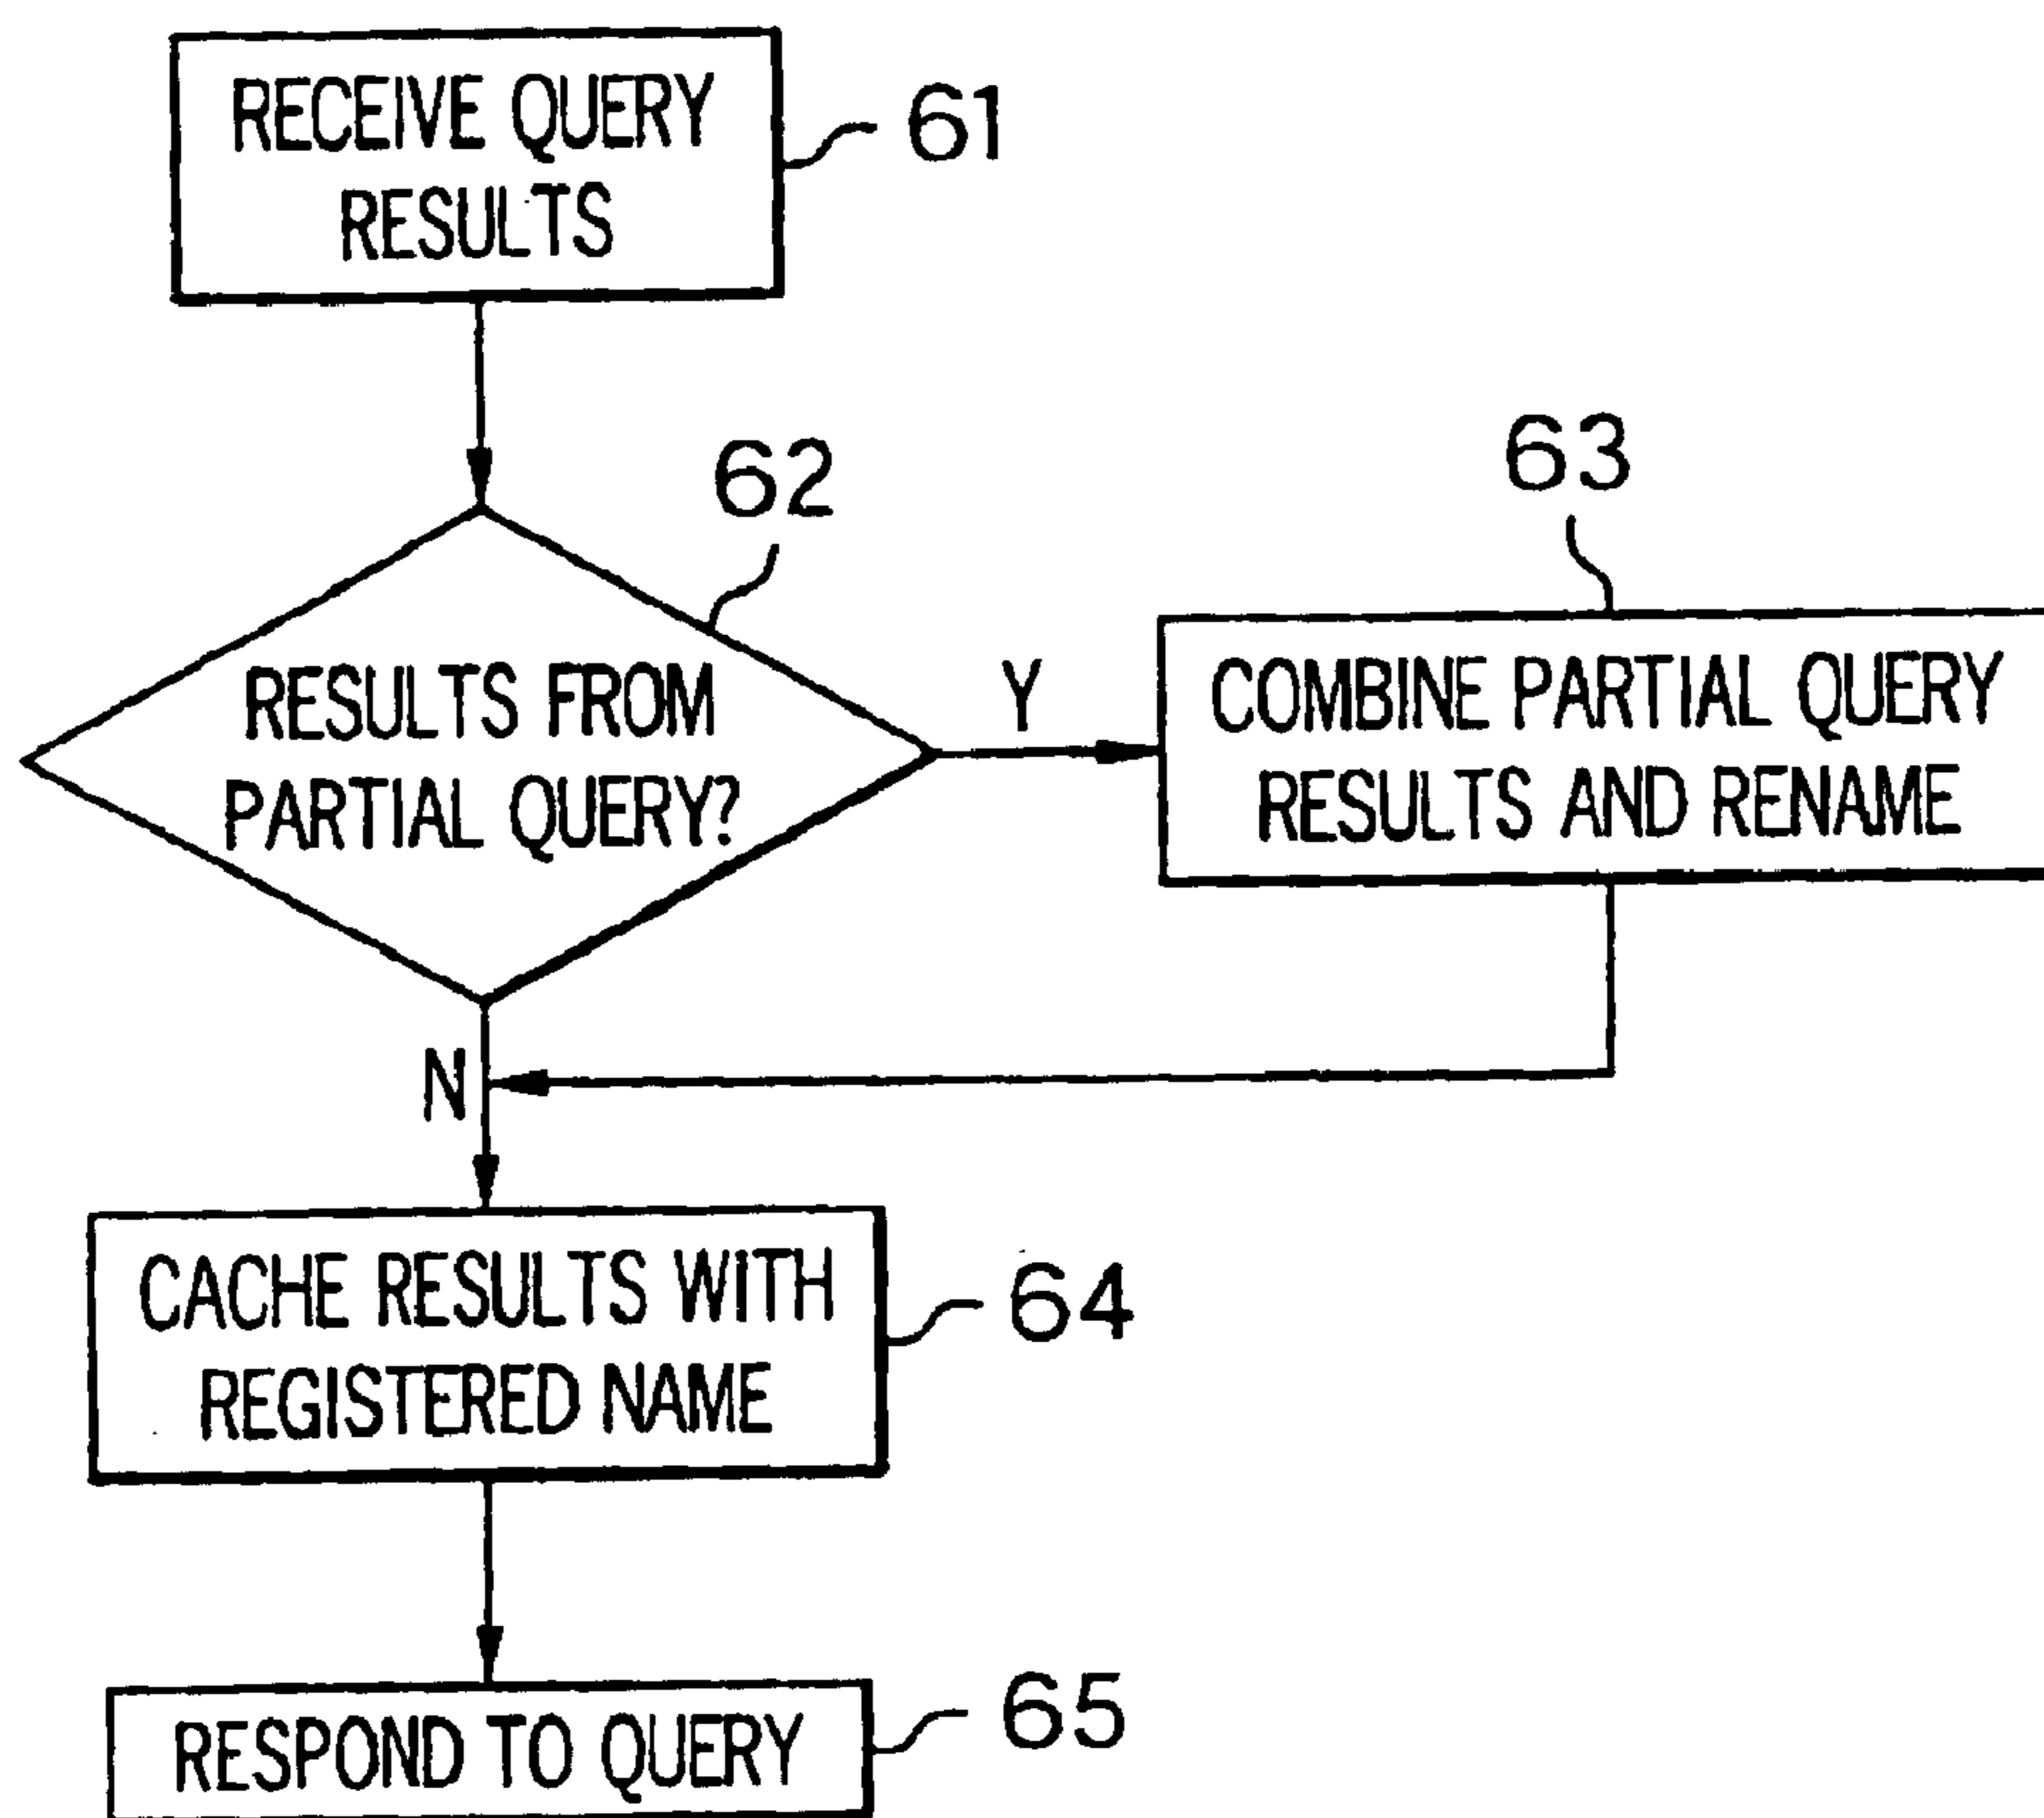 RECEIVE QUERY
RESULTS
61
62
RESULTS FROM
PARTIAL QUERY?
Y
63
COMBINE PARTIAL QUERY
RESULTS AND RENAME
N
CACHE RESULTS WITH
REGISTERED NAME
64
RESPOND TO QUERY
65